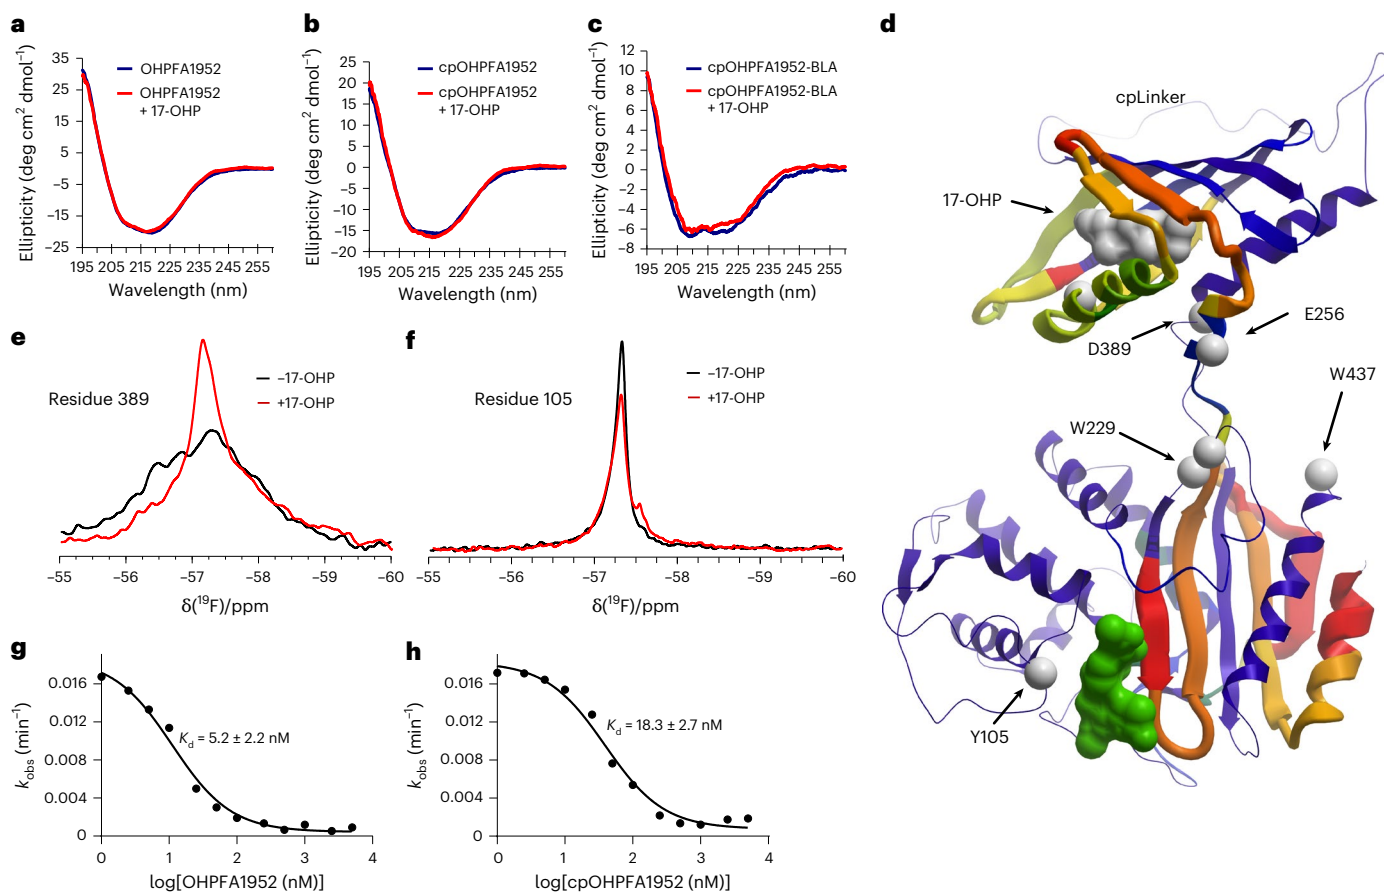 a
Ellipticity (deg cm² dmol⁻¹)
35
25
15
5
−5
−15
−25
195 205 215 225 235 245 255
Wavelength (nm)
OHPFA1952
OHPFA1952
+ 17-OHP
b
Ellipticity (deg cm² dmol⁻¹)
25
20
15
10
5
0
−5
−10
−15
−20
195 205 215 225 235 245 255
Wavelength (nm)
cpOHPFA1952
cpOHPFA1952
+ 17-OHP
c
Ellipticity (deg cm² dmol⁻¹)
12
10
8
6
4
2
0
−2
−4
−6
−8
195 205 215 225 235 245 255
Wavelength (nm)
cpOHPFA1952-BLA
cpOHPFA1952-BLA
+ 17-OHP
d
cpLinker
17-OHP
D389
E256
W437
W229
Y105
e
Residue 389
−17-OHP
+17-OHP
−55 −56 −57 −58 −59 −60
δ(¹⁹F)/ppm
f
Residue 105
−17-OHP
+17-OHP
−55 −56 −57 −58 −59 −60
δ(¹⁹F)/ppm
g
k_obs (min⁻¹)
0.016
0.012
0.008
0.004
0
K_d = 5.2 ± 2.2 nM
0 1 2 3 4
log[OHPFA1952 (nM)]
h
k_obs (min⁻¹)
0.016
0.012
0.008
0.004
0
K_d = 18.3 ± 2.7 nM
0 1 2 3 4
log[cpOHPFA1952 (nM)]